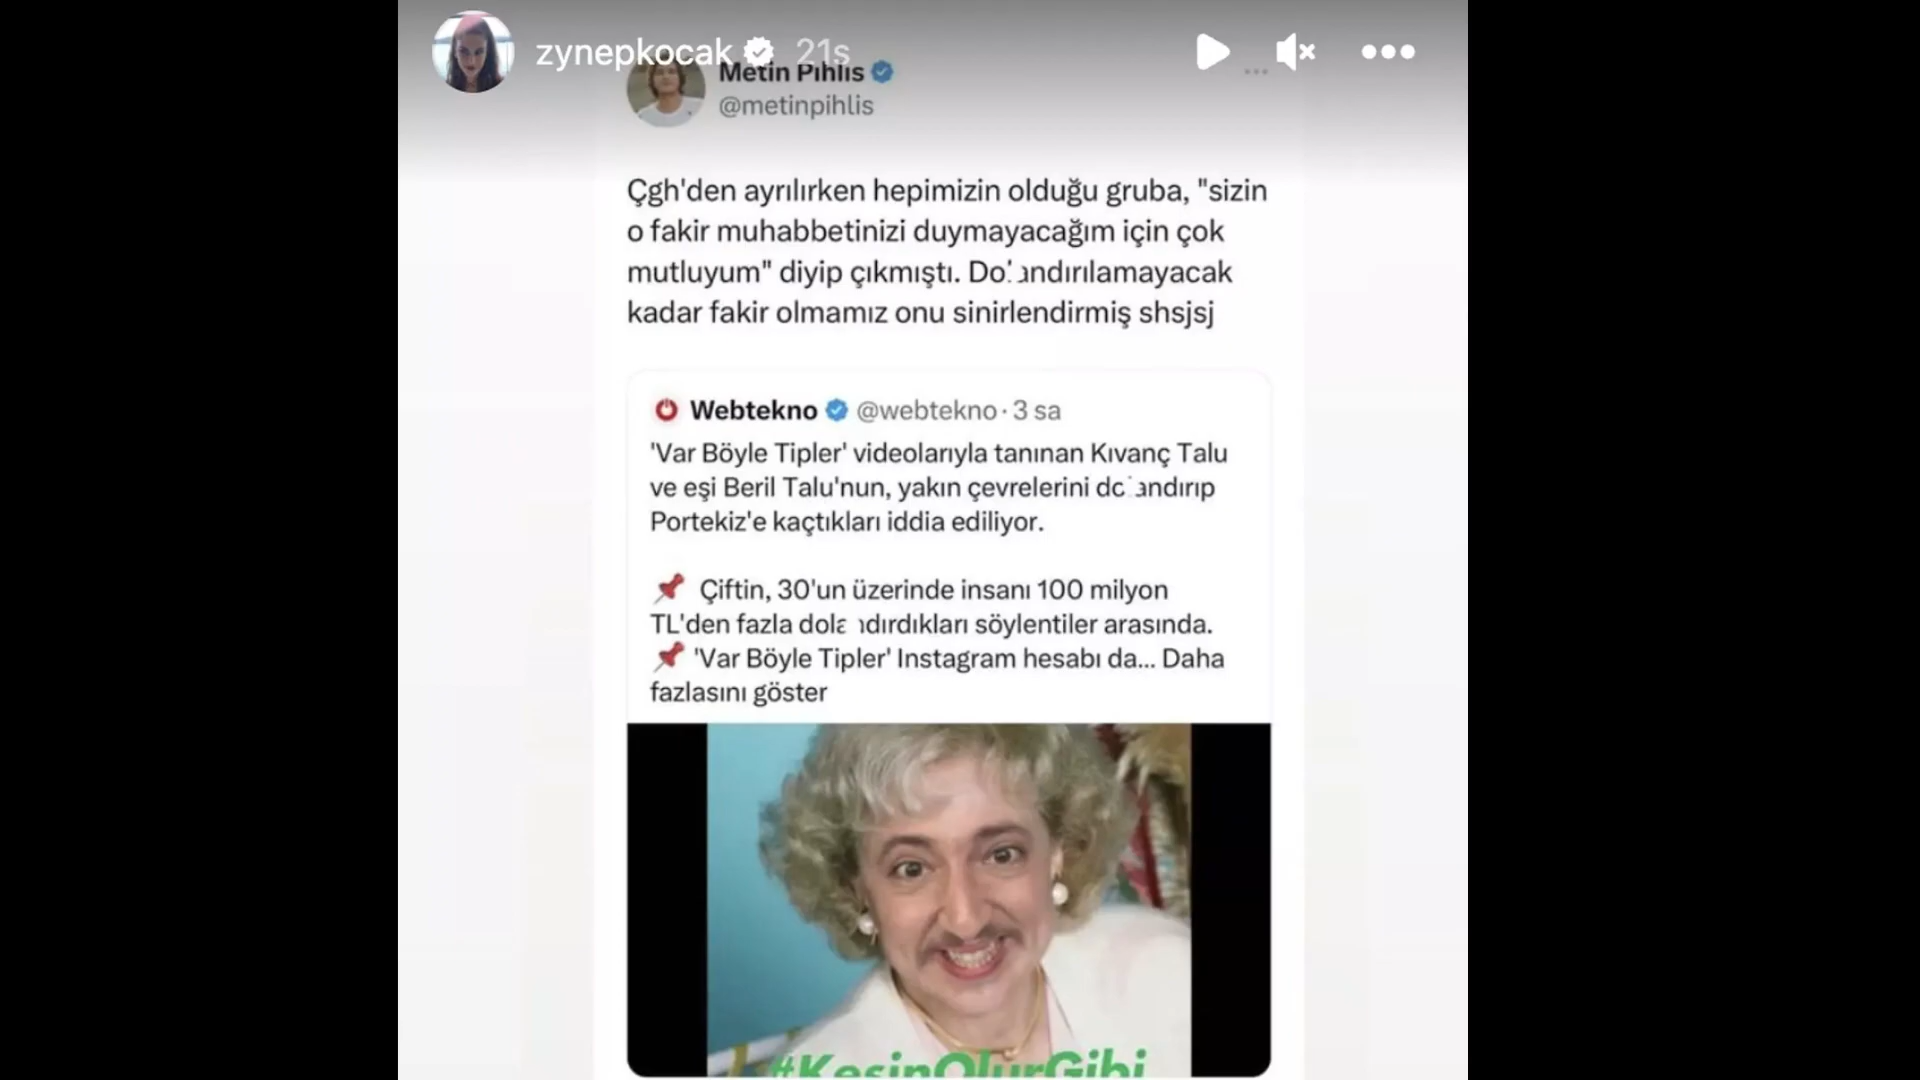 zynepkocak 21s
Metin Pıhlıs
@metinpihlis
Çgh'den ayrılırken hepimizin olduğu gruba, "sizin
o fakir muhabbetinizi duymayacağım için çok
mutluyum" diyip çıkmıştı.
kadar fakir olmamız onu sinirlendirmiş shsjsj
Webtekno @webtekno · 3 sa
'Var Böyle Tipler' videolarıyla tanınan Kıvanç Talu
ve eşi Beril Talu'nun, yakın çevrelerini
Portekiz'e kaçtıkları iddia ediliyor.
📌 Çiftin, 30'un üzerinde insanı 100 milyon
TL'den fazla söylentiler arasında.
📌 'Var Böyle Tipler' Instagram hesabı da... Daha
fazlasını göster
#KesinOlurGibi